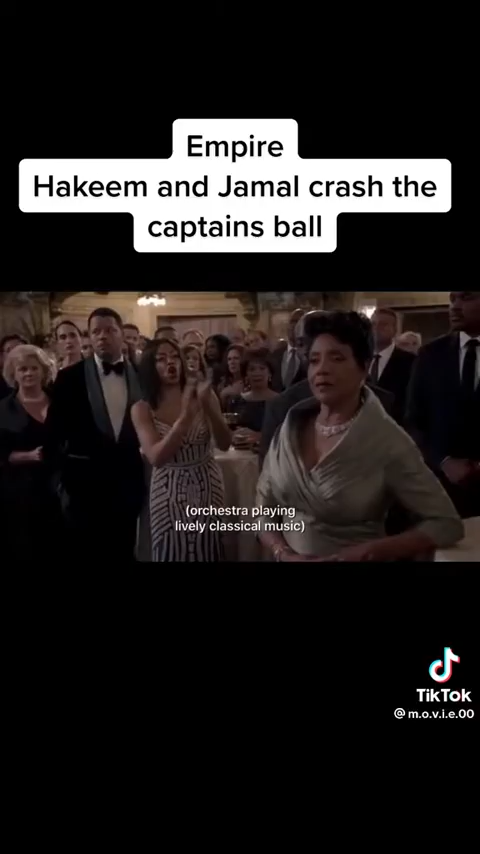 Empire
Hakeem and Jamal crash the
captains ball
(orchestra playing
lively classical music)
TikTok
@m.o.v.i.e.00